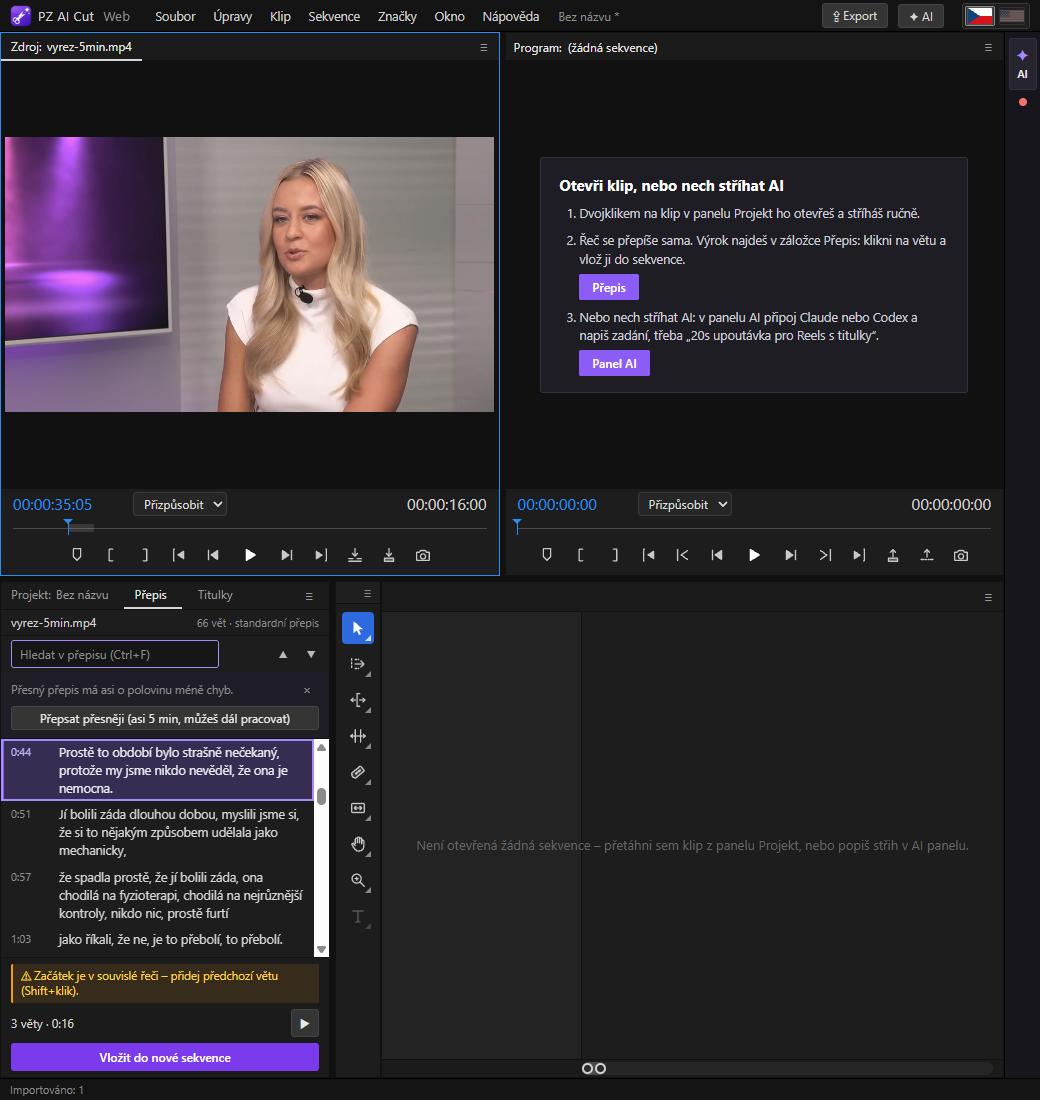 PZ AI Cut Web Soubor Úpravy Klip Sekvence Značky Okno Nápověda Bez názvu * Export AI
Zdroj: vyrez-5min.mp4
Program: (žádná sekvence)
AI
Otevři klip, nebo nech stříhat AI
1. Dvojklikem na klip v panelu Projekt ho otevřeš a stříháš ručně.
2. Řeč se přepíše sama. Výrok najdeš v záložce Přepis: klikni na větu a
vlož ji do sekvence.
Přepis
3. Nebo nech stříhat AI: v panelu AI připoj Claude nebo Codex a
napiš zadání, třeba „20s upoutávka pro Reels s titulky“.
Panel AI
00:00:35:05 Přizpůsobit 00:00:16:00
00:00:00:00 Přizpůsobit 00:00:00:00
Projekt: Bez názvu Přepis Titulky
vyrez-5min.mp4 66 vět · standardní přepis
Hledat v přepisu (Ctrl+F)
Přesný přepis má asi o polovinu méně chyb. ×
Přepsat přesněji (asi 5 min, můžeš dál pracovat)
0:44 Prostě to období bylo strašně nečekaný,
protože my jsme nikdo nevěděl, že ona je
nemocna.
0:51 Jí bolili záda dlouhou dobou, myslili jsme si,
že si to nějakým způsobem udělala jako
mechanicky,
0:57 že spadla prostě, že jí bolili záda, ona
chodilá na fyzioterapi, chodilá na nejrůznější
kontroly, nikdo nic, prostě furtí
1:03 jako říkali, že ne, je to přebolí, to přebolí.
⚠ Začátek je v souvislé řeči – přidej předchozí větu
(Shift+klik).
3 věty · 0:16
Vložit do nové sekvence
Není otevřená žádná sekvence – přetáhni sem klip z panelu Projekt, nebo popiš střih v AI panelu.
Importováno: 1